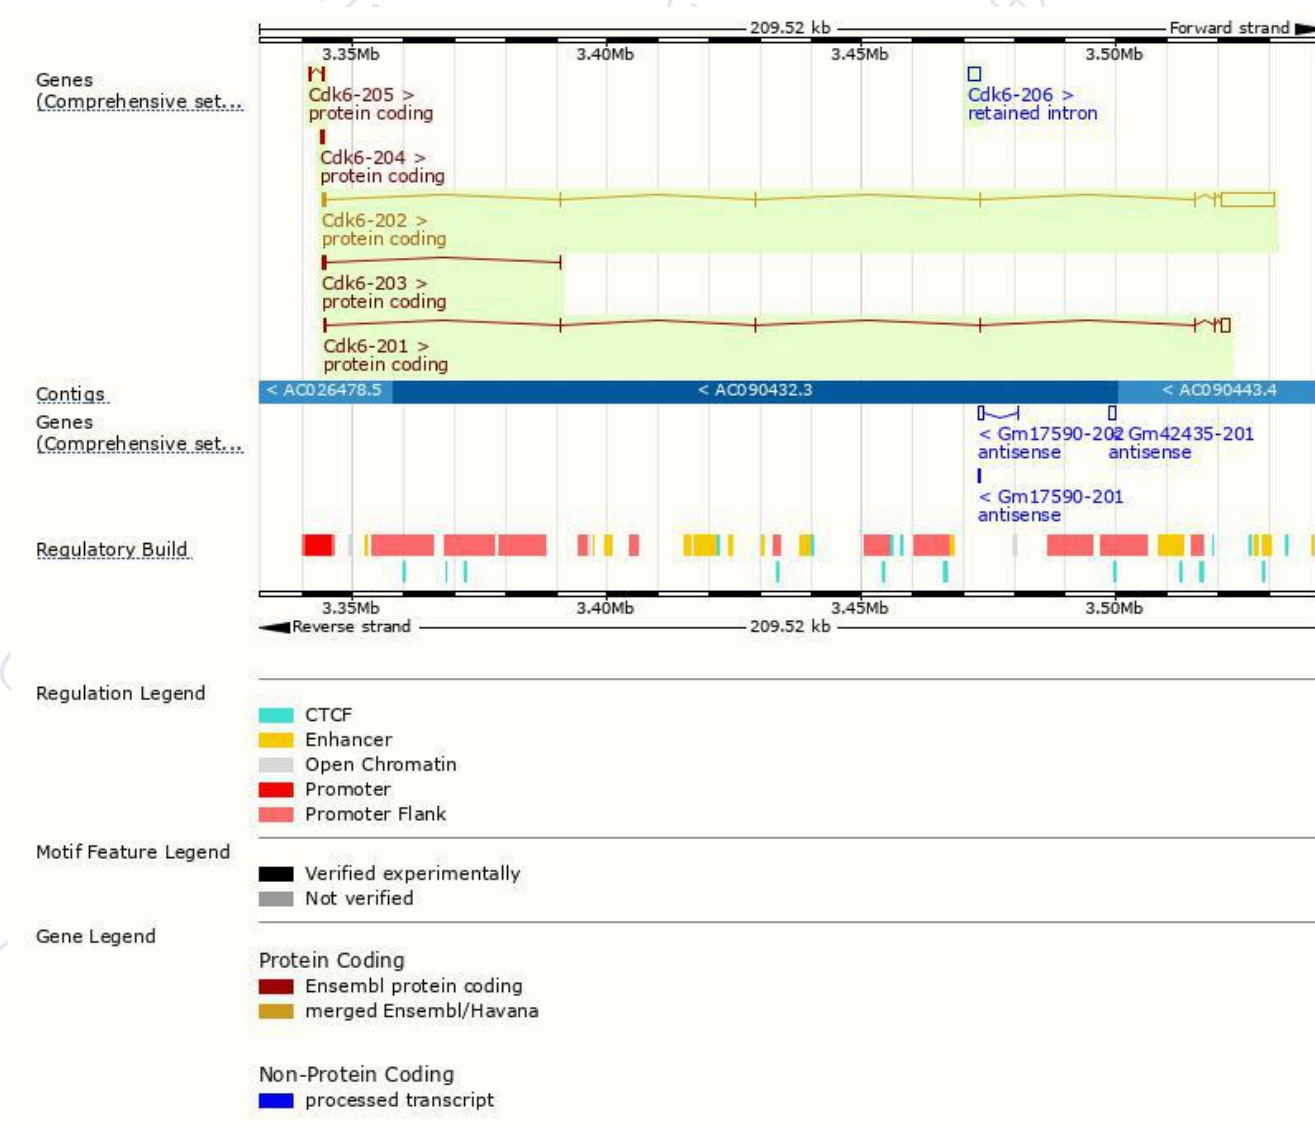 209.52 kb
Forward strand
3.35Mb 3.40Mb 3.45Mb 3.50Mb
Genes
(Comprehensive set...
Cdk6-205 >
protein coding
Cdk6-206 >
retained intron
Cdk6-204 >
protein coding
Cdk6-202 >
protein coding
Cdk6-203 >
protein coding
Cdk6-201 >
protein coding
Contigs
< AC026478.5
< AC090432.3
< AC090443.4
Genes
(Comprehensive set...
< Gm17590-202
antisense
< Gm42435-201
antisense
< Gm17590-201
antisense
Regulatory Build
3.35Mb 3.40Mb 3.45Mb 3.50Mb
Reverse strand
209.52 kb
Regulation Legend
CTCF
Enhancer
Open Chromatin
Promoter
Promoter Flank
Motif Feature Legend
Verified experimentally
Not verified
Gene Legend
Protein Coding
Ensembl protein coding
merged Ensembl/Havana
Non-Protein Coding
processed transcript